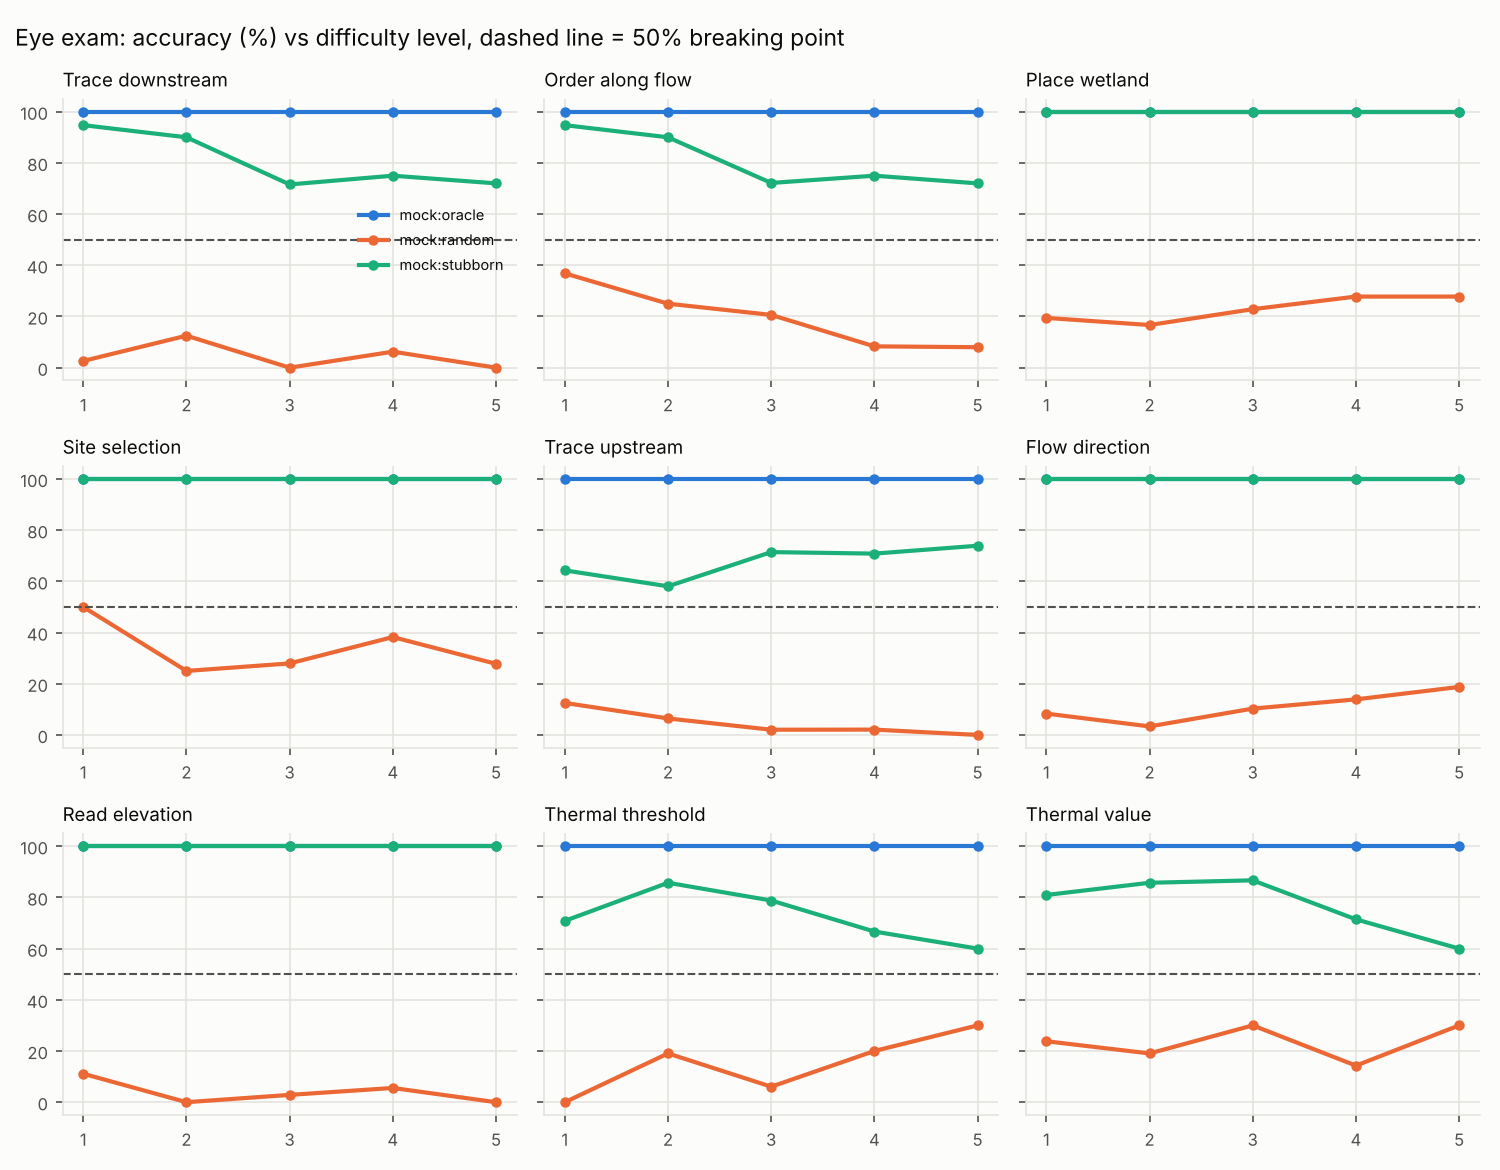 Eye exam: accuracy (%) vs difficulty level, dashed line = 50% breaking point
Trace downstream
Order along flow
Place wetland
100
80
60
40
20
0
mock:oracle
mock:random
mock:stubborn
1 2 3 4 5
1 2 3 4 5
1 2 3 4 5
Site selection
Trace upstream
Flow direction
100
80
60
40
20
0
1 2 3 4 5
1 2 3 4 5
1 2 3 4 5
Read elevation
Thermal threshold
Thermal value
100
80
60
40
20
0
1 2 3 4 5
1 2 3 4 5
1 2 3 4 5